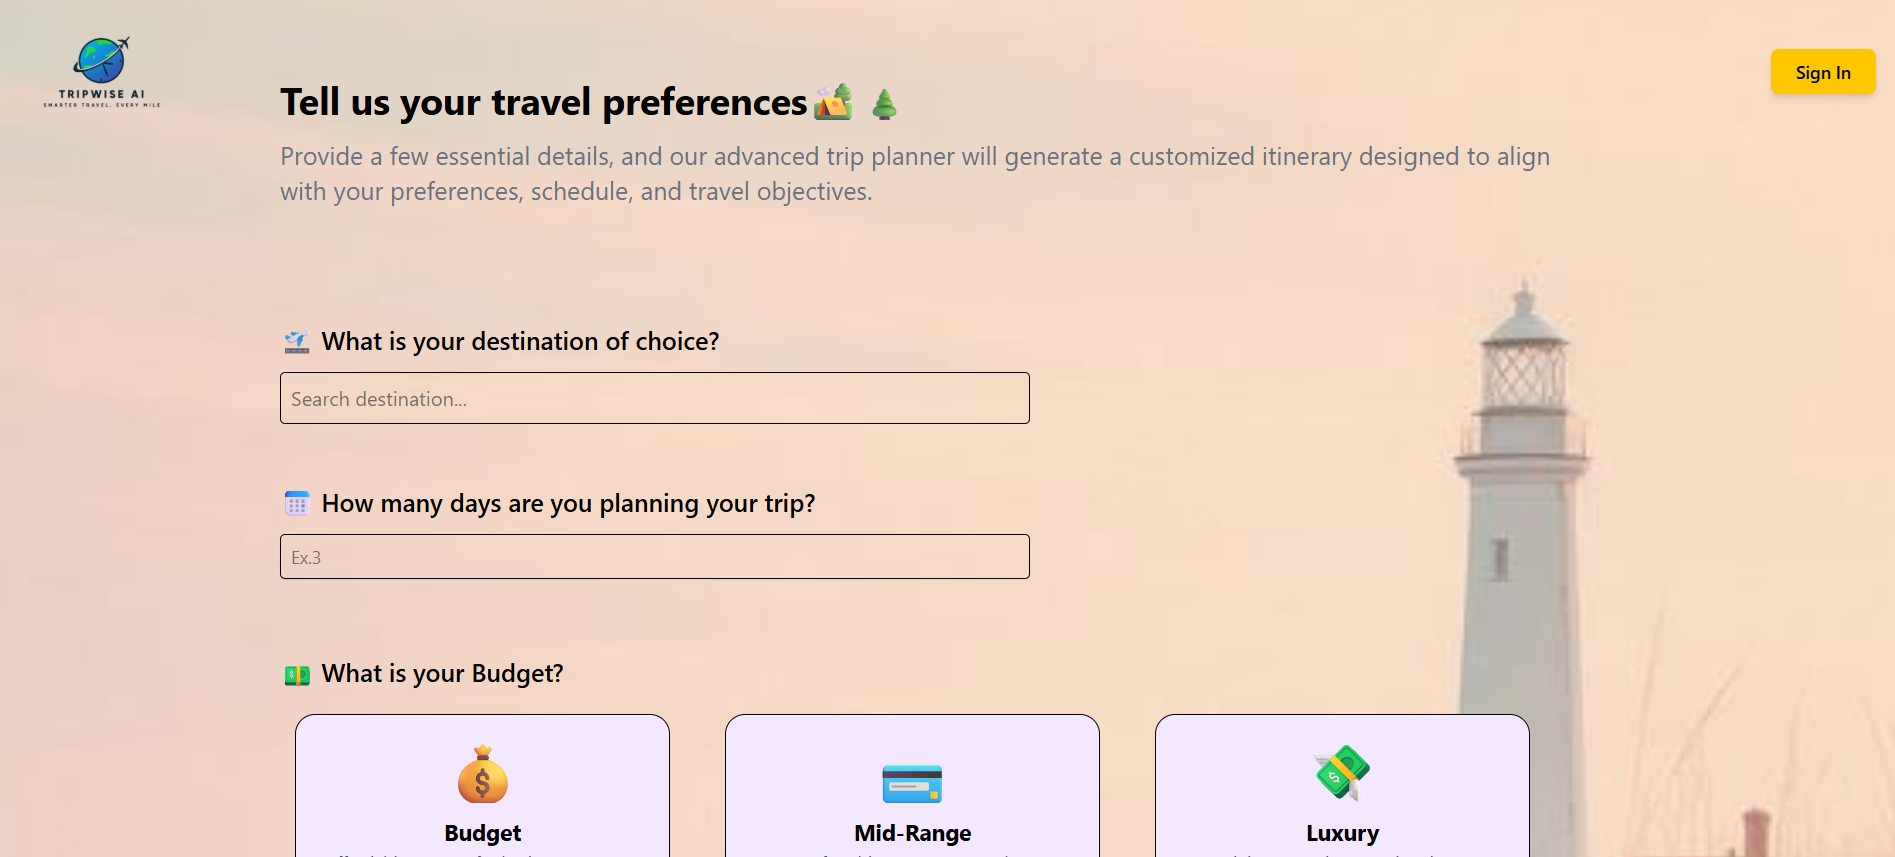 TRIPWISE AI
SMARTER TRAVEL, EVERY MILE
Sign In
Tell us your travel preferences
Provide a few essential details, and our advanced trip planner will generate a customized itinerary designed to align
with your preferences, schedule, and travel objectives.
What is your destination of choice?
Search destination...
How many days are you planning your trip?
Ex.3
What is your Budget?
Budget
Mid-Range
Luxury